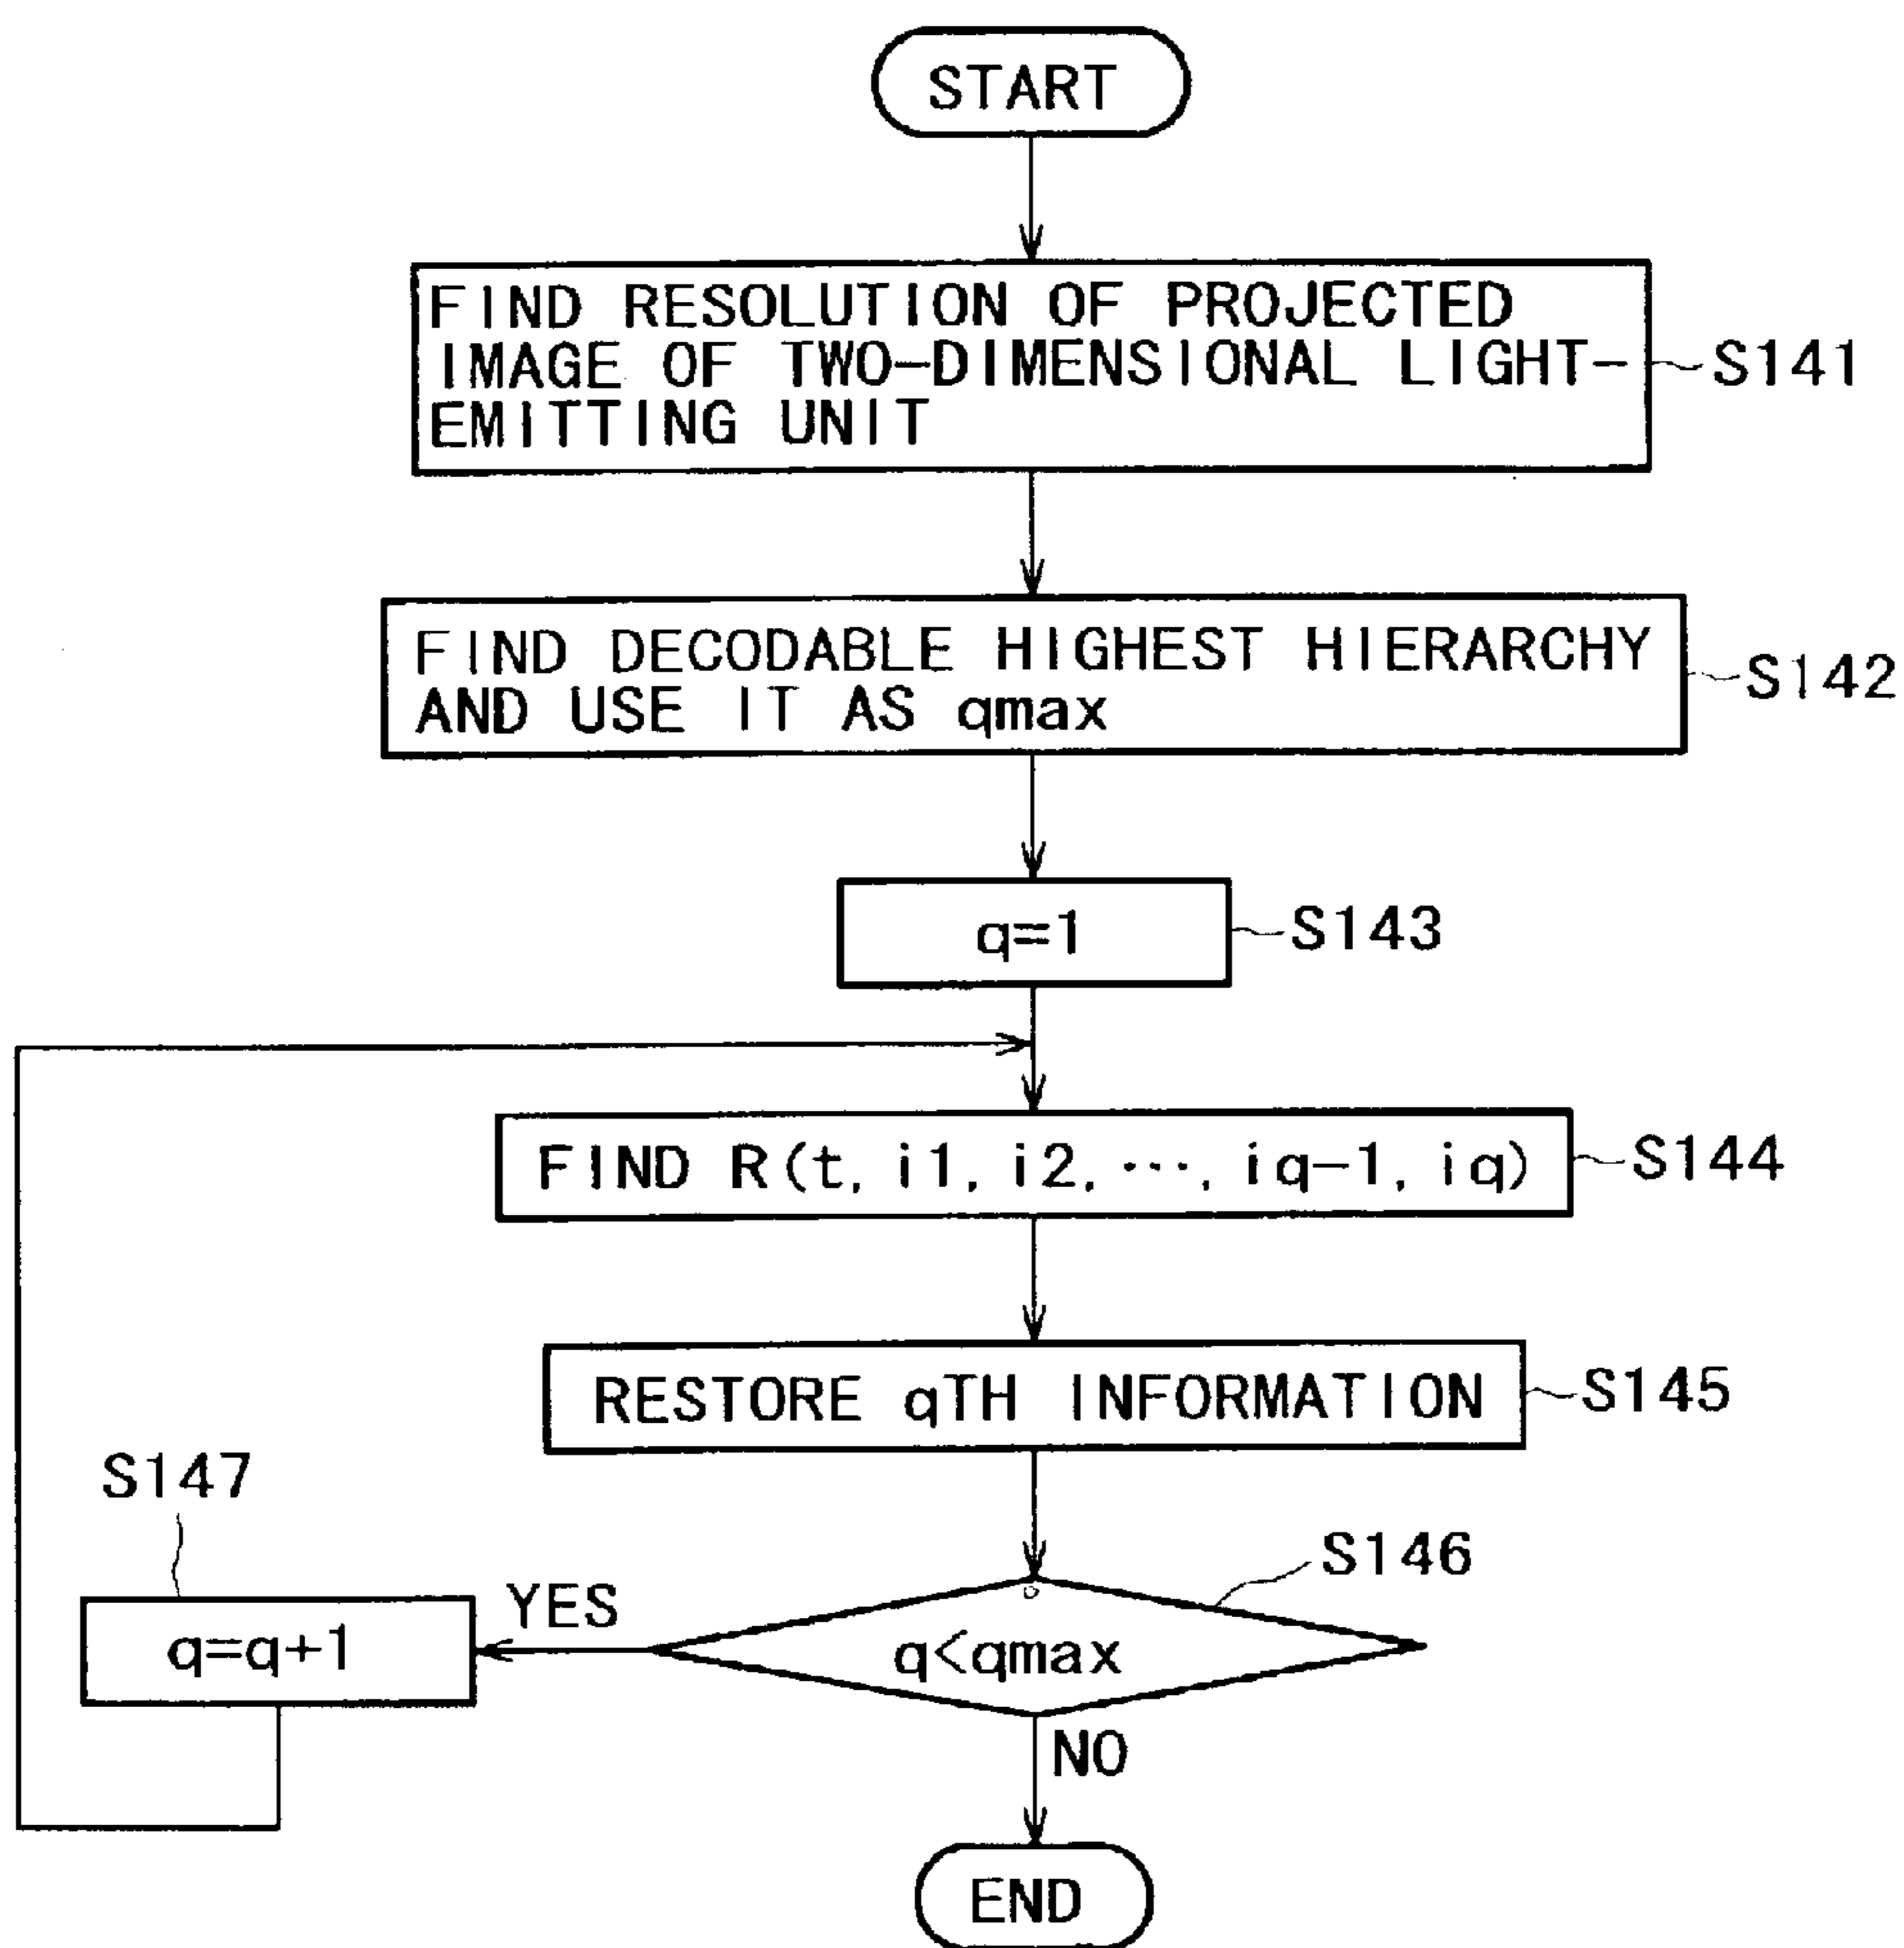 START
FIND RESOLUTION OF PROJECTED
IMAGE OF TWO-DIMENSIONAL LIGHT-
EMITTING UNIT
S141
FIND DECODABLE HIGHEST HIERARCHY
AND USE IT AS qmax
S142
q=1
S143
FIND R(t, i1, i2, ···, iq-1, iq)
S144
RESTORE qTH INFORMATION
S145
S147
S146
YES
q=q+1
q<qmax
NO
END